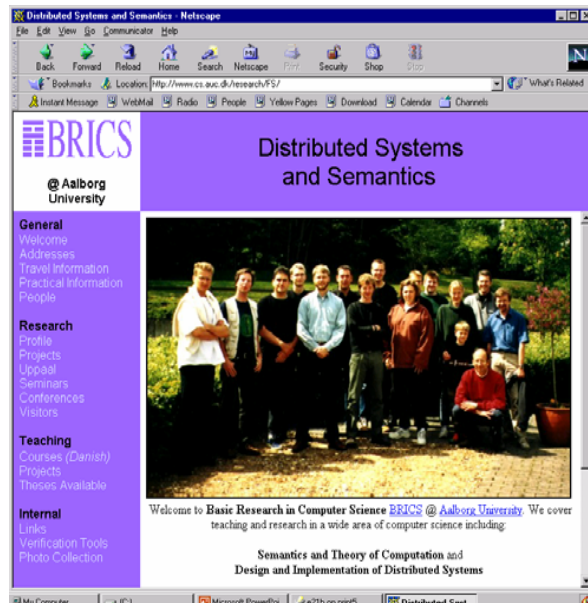 Distributed Systems and Semantics - Netscape
File Edit View Go Communicator Help
Back Forward Reload Home Search Netscape Print Security Shop Stop
Bookmarks Location: http://www.cs.auc.dk/research/FS/ What's Related
Instant Message WebMail Radio People Yellow Pages Download Calendar Channels
BRICS
@ Aalborg
University
Distributed Systems
and Semantics
General
Welcome
Addresses
Travel Information
Practical Information
People
Research
Profile
Projects
Uppaal
Seminars
Conferences
Visitors
Teaching
Courses (Danish)
Projects
Theses Available
Internal
Links
Verification Tools
Photo Collection
Welcome to Basic Research in Computer Science BRICS @ Aalborg University. We cover
teaching and research in a wide area of computer science including:
Semantics and Theory of Computation and
Design and Implementation of Distributed Systems
My Computer (C:) Microsoft PowerPoi Distributed Syst